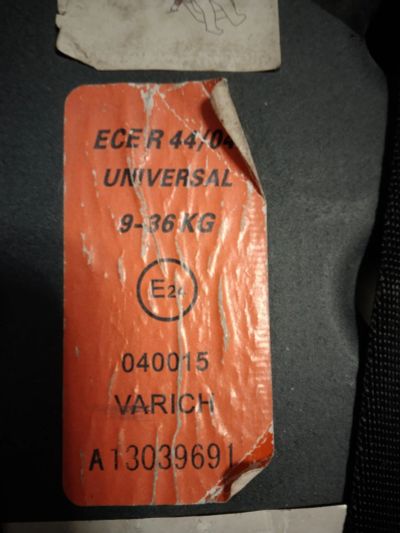 ECE R 44/04
UNIVERSAL
9-36 KG
E24
040015
VARICH
A13039691